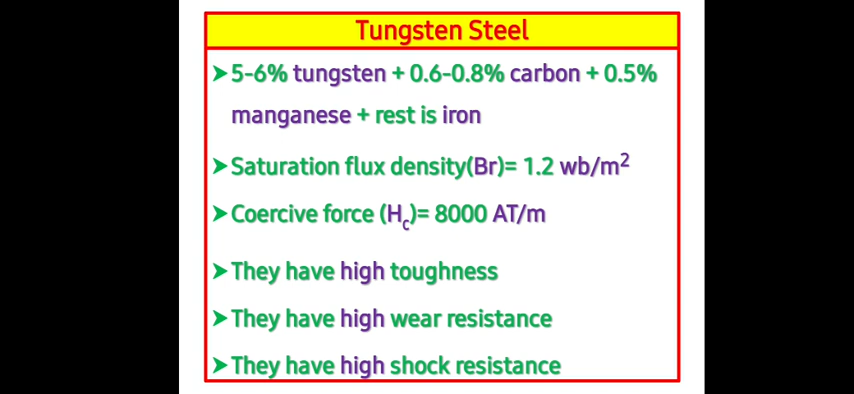 Tungsten Steel
➤5-6% tungsten + 0.6-0.8% carbon + 0.5%
manganese + rest is iron
➤Saturation flux density(Br)= 1.2 wb/m²
➤Coercive force (Hc)= 8000 AT/m
➤They have high toughness
➤They have high wear resistance
➤They have high shock resistance